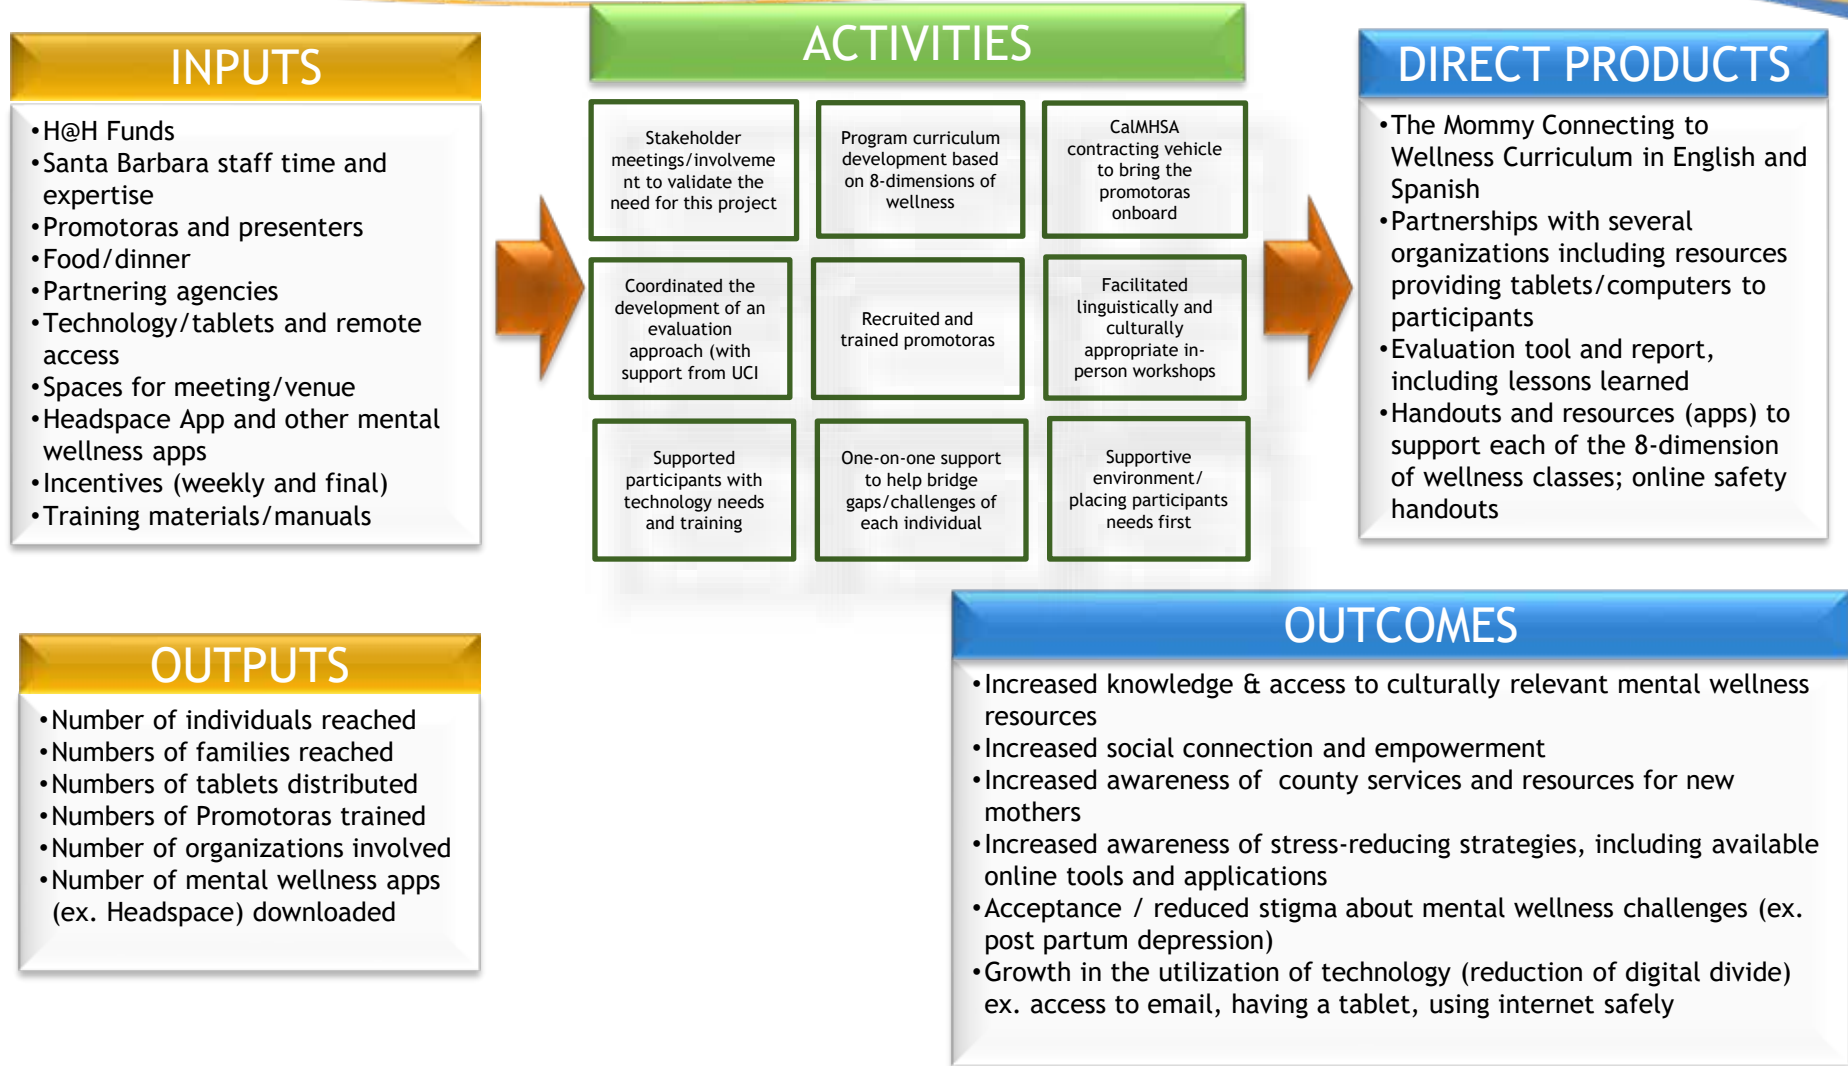 INPUTS
•H@H Funds
•Santa Barbara staff time and
expertise
•Promotoras and presenters
•Food/dinner
•Partnering agencies
•Technology/tablets and remote
access
•Spaces for meeting/venue
•Headspace App and other mental
wellness apps
•Incentives (weekly and final)
•Training materials/manuals
ACTIVITIES
Stakeholder
meetings/involveme
nt to validate the
need for this project
Program curriculum
development based
on 8-dimensions of
wellness
CalMHSA
contracting vehicle
to bring the
promotoras
onboard
Coordinated the
development of an
evaluation
approach (with
support from UCI
Recruited and
trained promotoras
Facilitated
linguistically and
culturally
appropriate in-
person workshops
Supported
participants with
technology needs
and training
One-on-one support
to help bridge
gaps/challenges of
each individual
Supportive
environment/
placing participants
needs first
DIRECT PRODUCTS
•The Mommy Connecting to
Wellness Curriculum in English and
Spanish
•Partnerships with several
organizations including resources
providing tablets/computers to
participants
•Evaluation tool and report,
including lessons learned
•Handouts and resources (apps) to
support each of the 8-dimension
of wellness classes; online safety
handouts
OUTPUTS
•Number of individuals reached
•Numbers of families reached
•Numbers of tablets distributed
•Numbers of Promotoras trained
•Number of organizations involved
•Number of mental wellness apps
(ex. Headspace) downloaded
OUTCOMES
•Increased knowledge & access to culturally relevant mental wellness
resources
•Increased social connection and empowerment
•Increased awareness of county services and resources for new
mothers
•Increased awareness of stress-reducing strategies, including available
online tools and applications
•Acceptance / reduced stigma about mental wellness challenges (ex.
post partum depression)
•Growth in the utilization of technology (reduction of digital divide)
ex. access to email, having a tablet, using internet safely